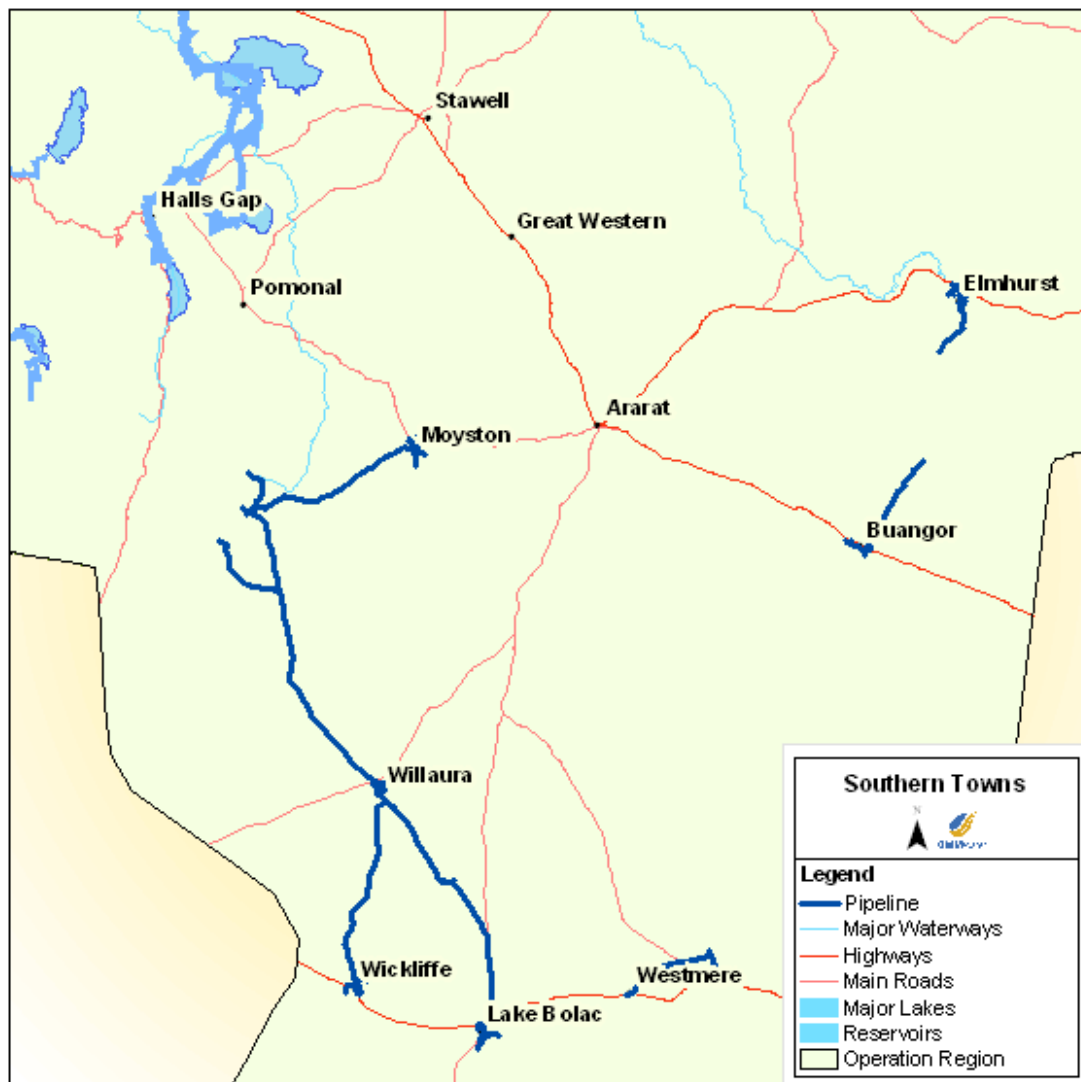 Stawell
Halls Gap
Great Western
Pomonal
Elmhurst
Ararat
Moyston
Buangor
Willaura
Wickliffe
Westmere
Lake Bolac
Southern Towns
N
Legend
Pipeline
Major Waterways
Highways
Main Roads
Major Lakes
Reservoirs
Operation Region